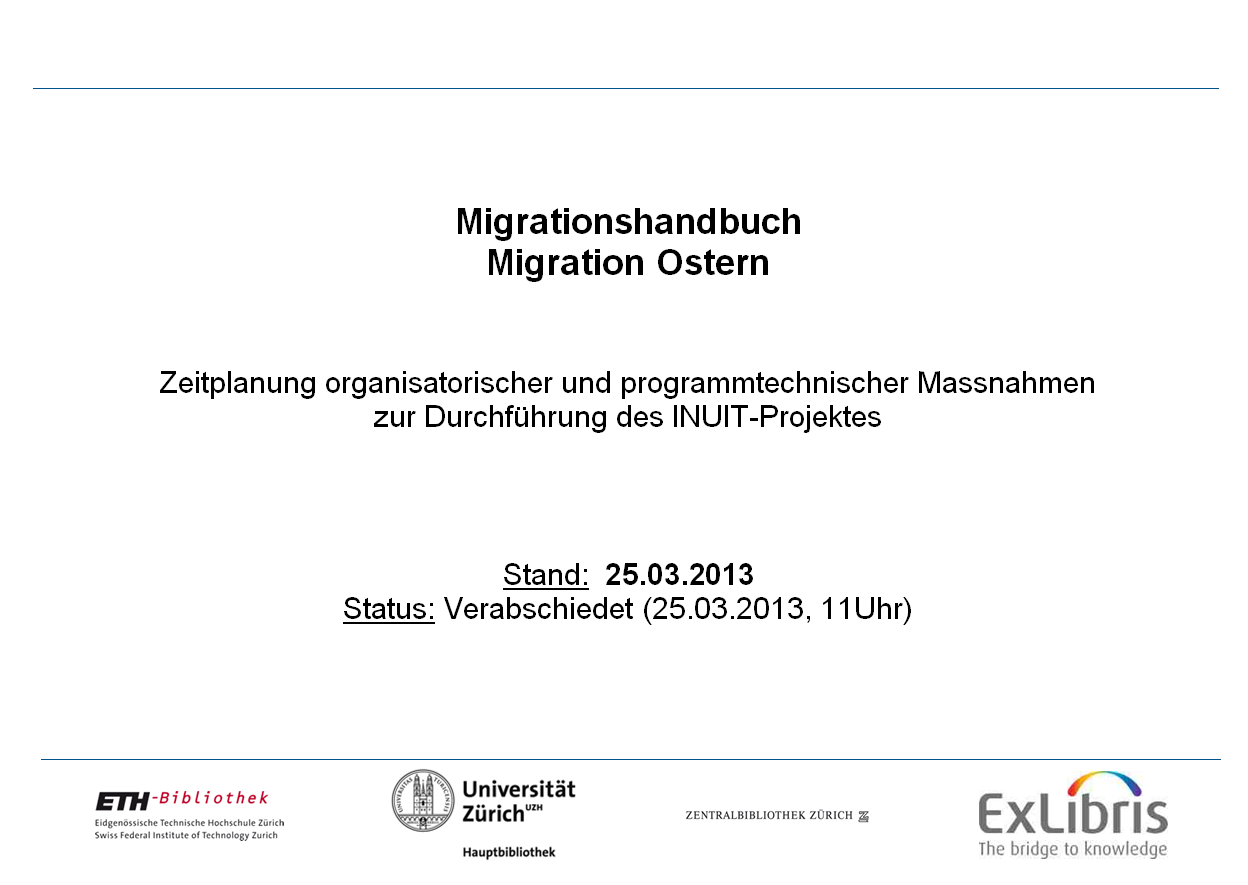 Migrationshandbuch
Migration Ostern
Zeitplanung organisatorischer und programmtechnischer Massnahmen
zur Durchführung des INUIT-Projektes
Stand: 25.03.2013
Status: Verabschiedet (25.03.2013, 11Uhr)
ETH-Bibliothek
Eidgenössische Technische Hochschule Zürich
Swiss Federal Institute of Technology Zurich
Universität
Zürich UZH
Hauptbibliothek
ZENTRALBIBLIOTHEK ZÜRICH Z
ExLibris
The bridge to knowledge